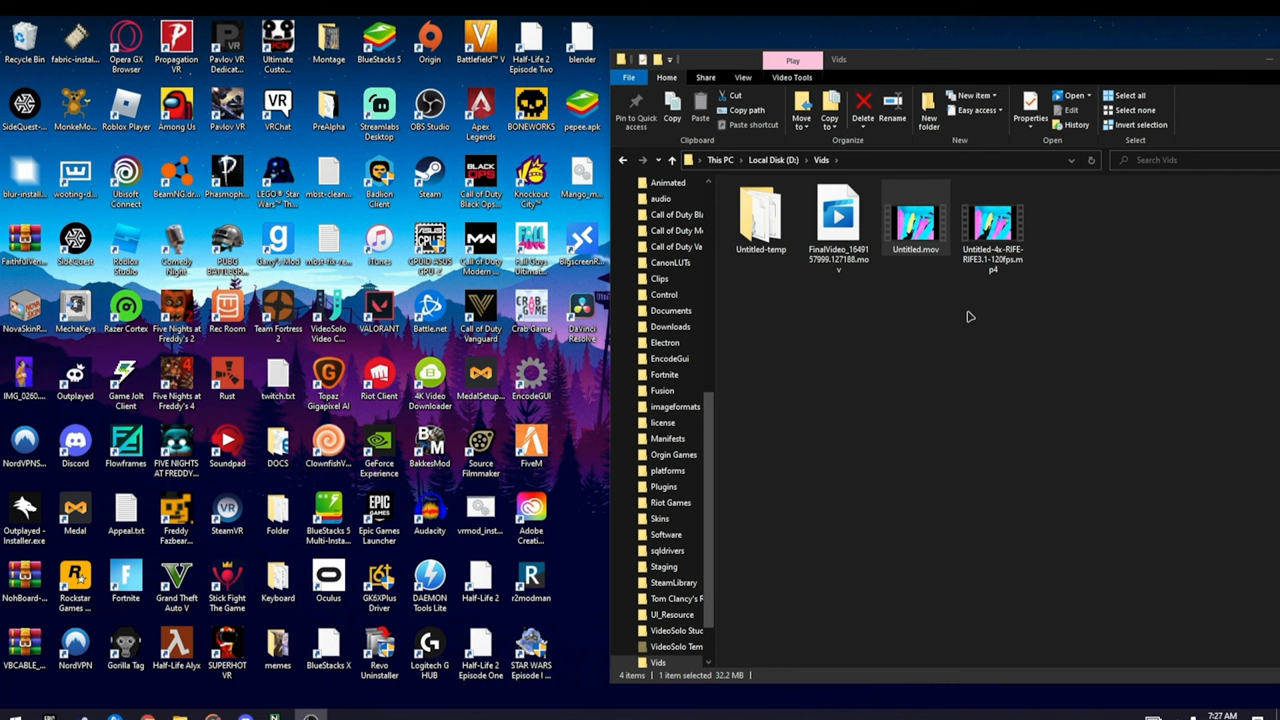 Recycle Bin
fabric-instal...
Opera GX
Browser
Propagation
VR
Pavlov VR
Dedicat...
Ultimate
Custo...
Montage
BlueStacks 5
Origin
Battlefield™ V
Half-Life 2
Episode Two
blender
SideQuest-...
MonkeMo...
Roblox Player
Among Us
Pavlov VR
VRChat
PreAlpha
Streamlabs
Desktop
OBS Studio
Apex
Legends
BONEWORKS
pepee.apk
blur-install...
wooting-d...
Ubisoft
Connect
BeamNG.dr...
Phasmoph...
LEGO® Star
Wars™ Th...
mbst-clean...
Badlion
Client
Steam
Call of Duty
Black Ops...
Knockout
City™
Mango_m...
FaithfulVen...
SideQuest
Roblox
Studio
Comedy
Night
PUBG
BATTLEGR...
Garry's Mod
mbst-fix-re...
iTunes
CPUID ASUS
CPU-Z
Call of Duty
Modern ...
Fall Guys
Ultimat...
BigscreenR...
NovaSkinR...
MechaKeys
Razer Cortex
Five Nights at
Freddy's 2
Rec Room
Team Fortress
2
VideoSolo
Video C...
VALORANT
Battle.net
Call of Duty
Vanguard
Crab Game
DaVinci
Resolve
IMG_0260...
Outplayed
Game Jolt
Client
Five Nights at
Freddy's 4
Rust
twitch.txt
Topaz
Gigapixel AI
Riot Client
4K Video
Downloader
MedalSetup...
EncodeGUI
NordVPNS...
Discord
Flowframes
FIVE NIGHTS
AT FREDDY...
Soundpad
DOCS
ClownfishV...
GeForce
Experience
BakkesMod
Source
Filmmaker
FiveM
Outplayed -
Installer.exe
Medal
Appeal.txt
Freddy
Fazbear...
SteamVR
Folder
BlueStacks 5
Multi-Insta...
Epic Games
Launcher
Audacity
vrmod_inst...
Adobe
Creati...
NohBoard-...
Rockstar
Games ...
Fortnite
Grand Theft
Auto V
Stick Fight
The Game
Keyboard
Oculus
GK6XPlus
Driver
DAEMON
Tools Lite
Half-Life 2
r2modman
VBCABLE_...
NordVPN
Gorilla Tag
Half-Life Alyx
SUPERHOT
VR
memes
BlueStacks X
Revo
Uninstaller
Logitech G
HUB
Half-Life 2
Episode One
STAR WARS
Episode I ...
Play
Vids
File
Home
Share
View
Video Tools
Pin to Quick
access
Copy
Paste
Cut
Copy path
Paste shortcut
Clipboard
Move
to
Copy
to
Delete
Rename
Organize
New
folder
New item
Easy access
New
Properties
Open
Edit
History
Open
Select all
Select none
Invert selection
Select
This PC
Local Disk (D:)
Vids
Search Vids
Animated
audio
Call of Duty Bla
Call of Duty M
Call of Duty Va
CanonLUTs
Clips
Control
Documents
Downloads
Electron
EncodeGui
Fortnite
Fusion
imageformats
license
Manifests
Orgin Games
platforms
Plugins
Riot Games
Skins
Software
sqldrivers
Staging
SteamLibrary
Tom Clancy's R
UI_Resource
VideoSolo Stuc
VideoSolo Tem
Vids
Untitled-temp
FinalVideo_16491
57999.127188.mo
v
Untitled.mov
Untitled-4x-RIFE-
RIFE3.1-120fps.m
p4
4 items
1 item selected 32.2 MB
7:27 AM